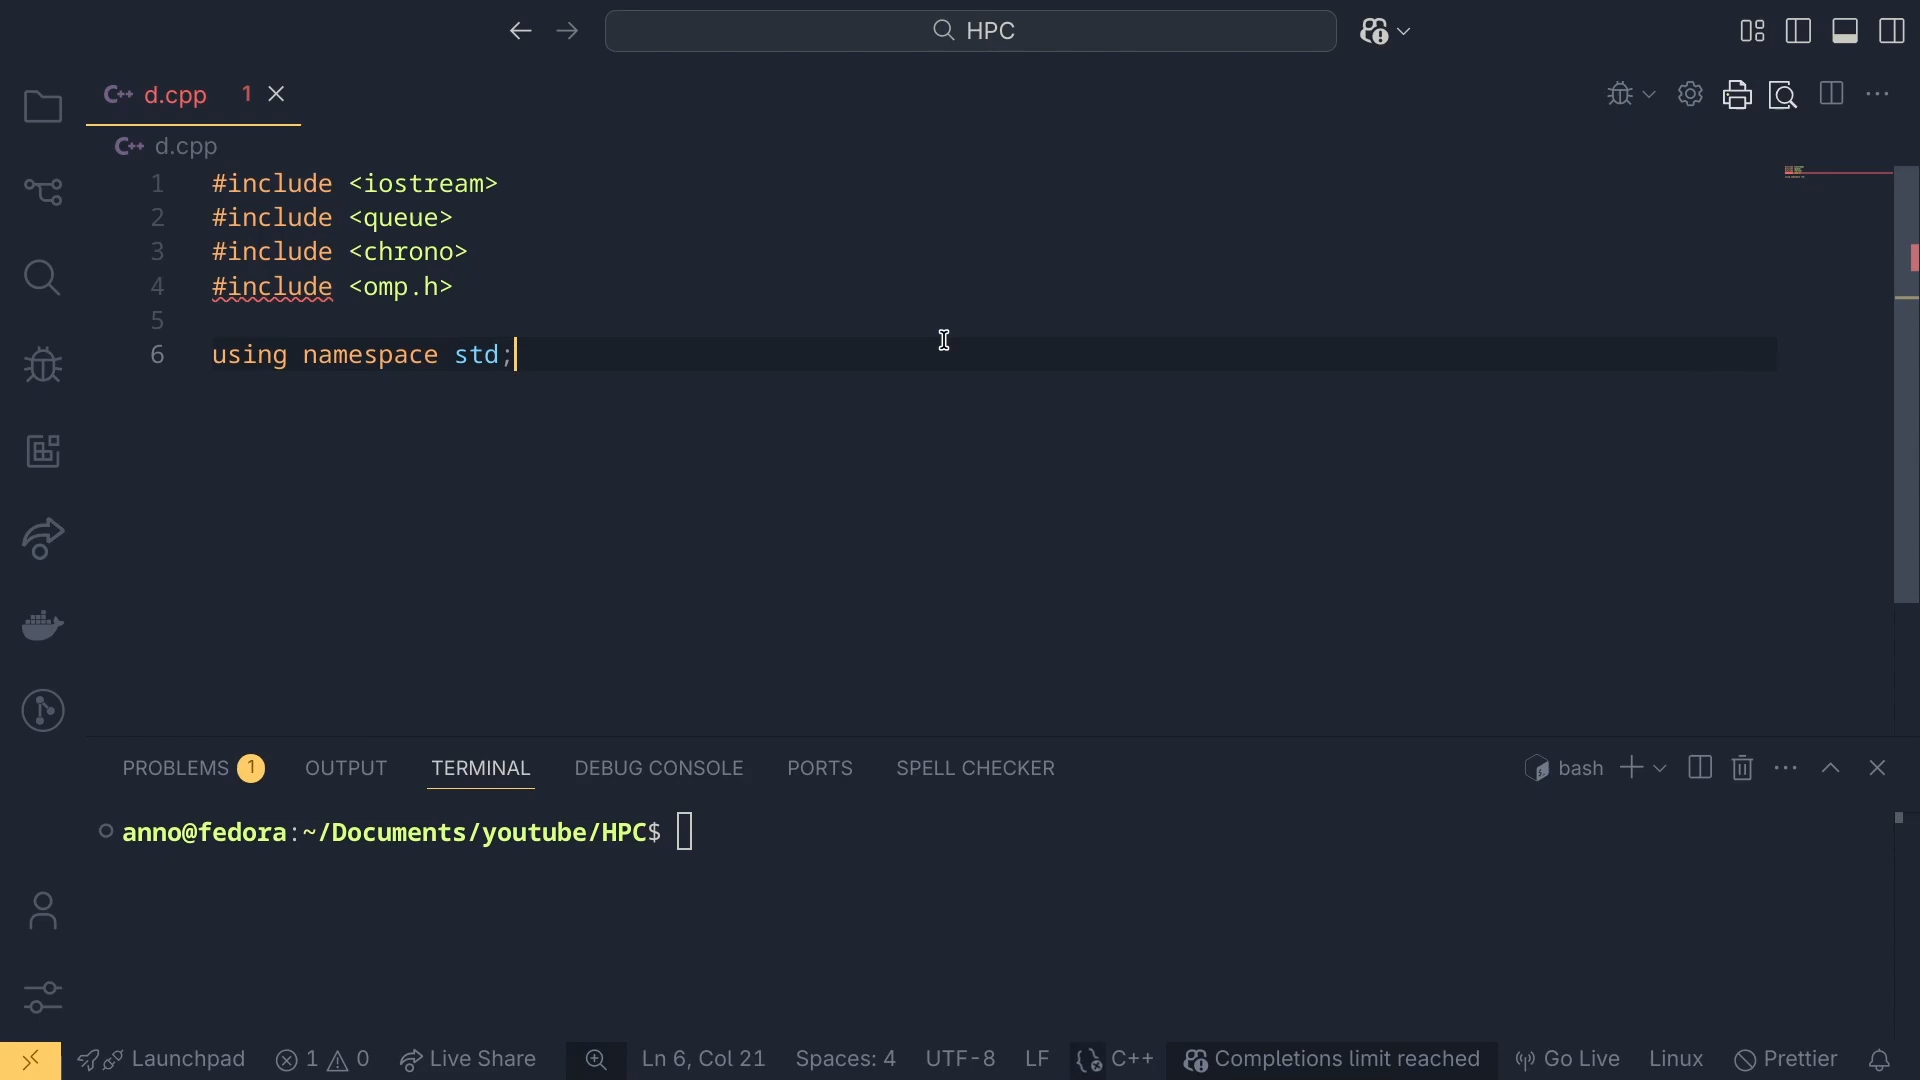 HPC
C++ d.cpp 1
C++ d.cpp
1 #include <iostream>
2 #include <queue>
3 #include <chrono>
4 #include <omp.h>
5
6 using namespace std;
PROBLEMS 1 OUTPUT TERMINAL DEBUG CONSOLE PORTS SPELL CHECKER bash
anno@fedora:~/Documents/youtube/HPC$
Launchpad 1 0 Live Share Ln 6, Col 21 Spaces: 4 UTF-8 LF C++ Completions limit reached Go Live Linux Prettier